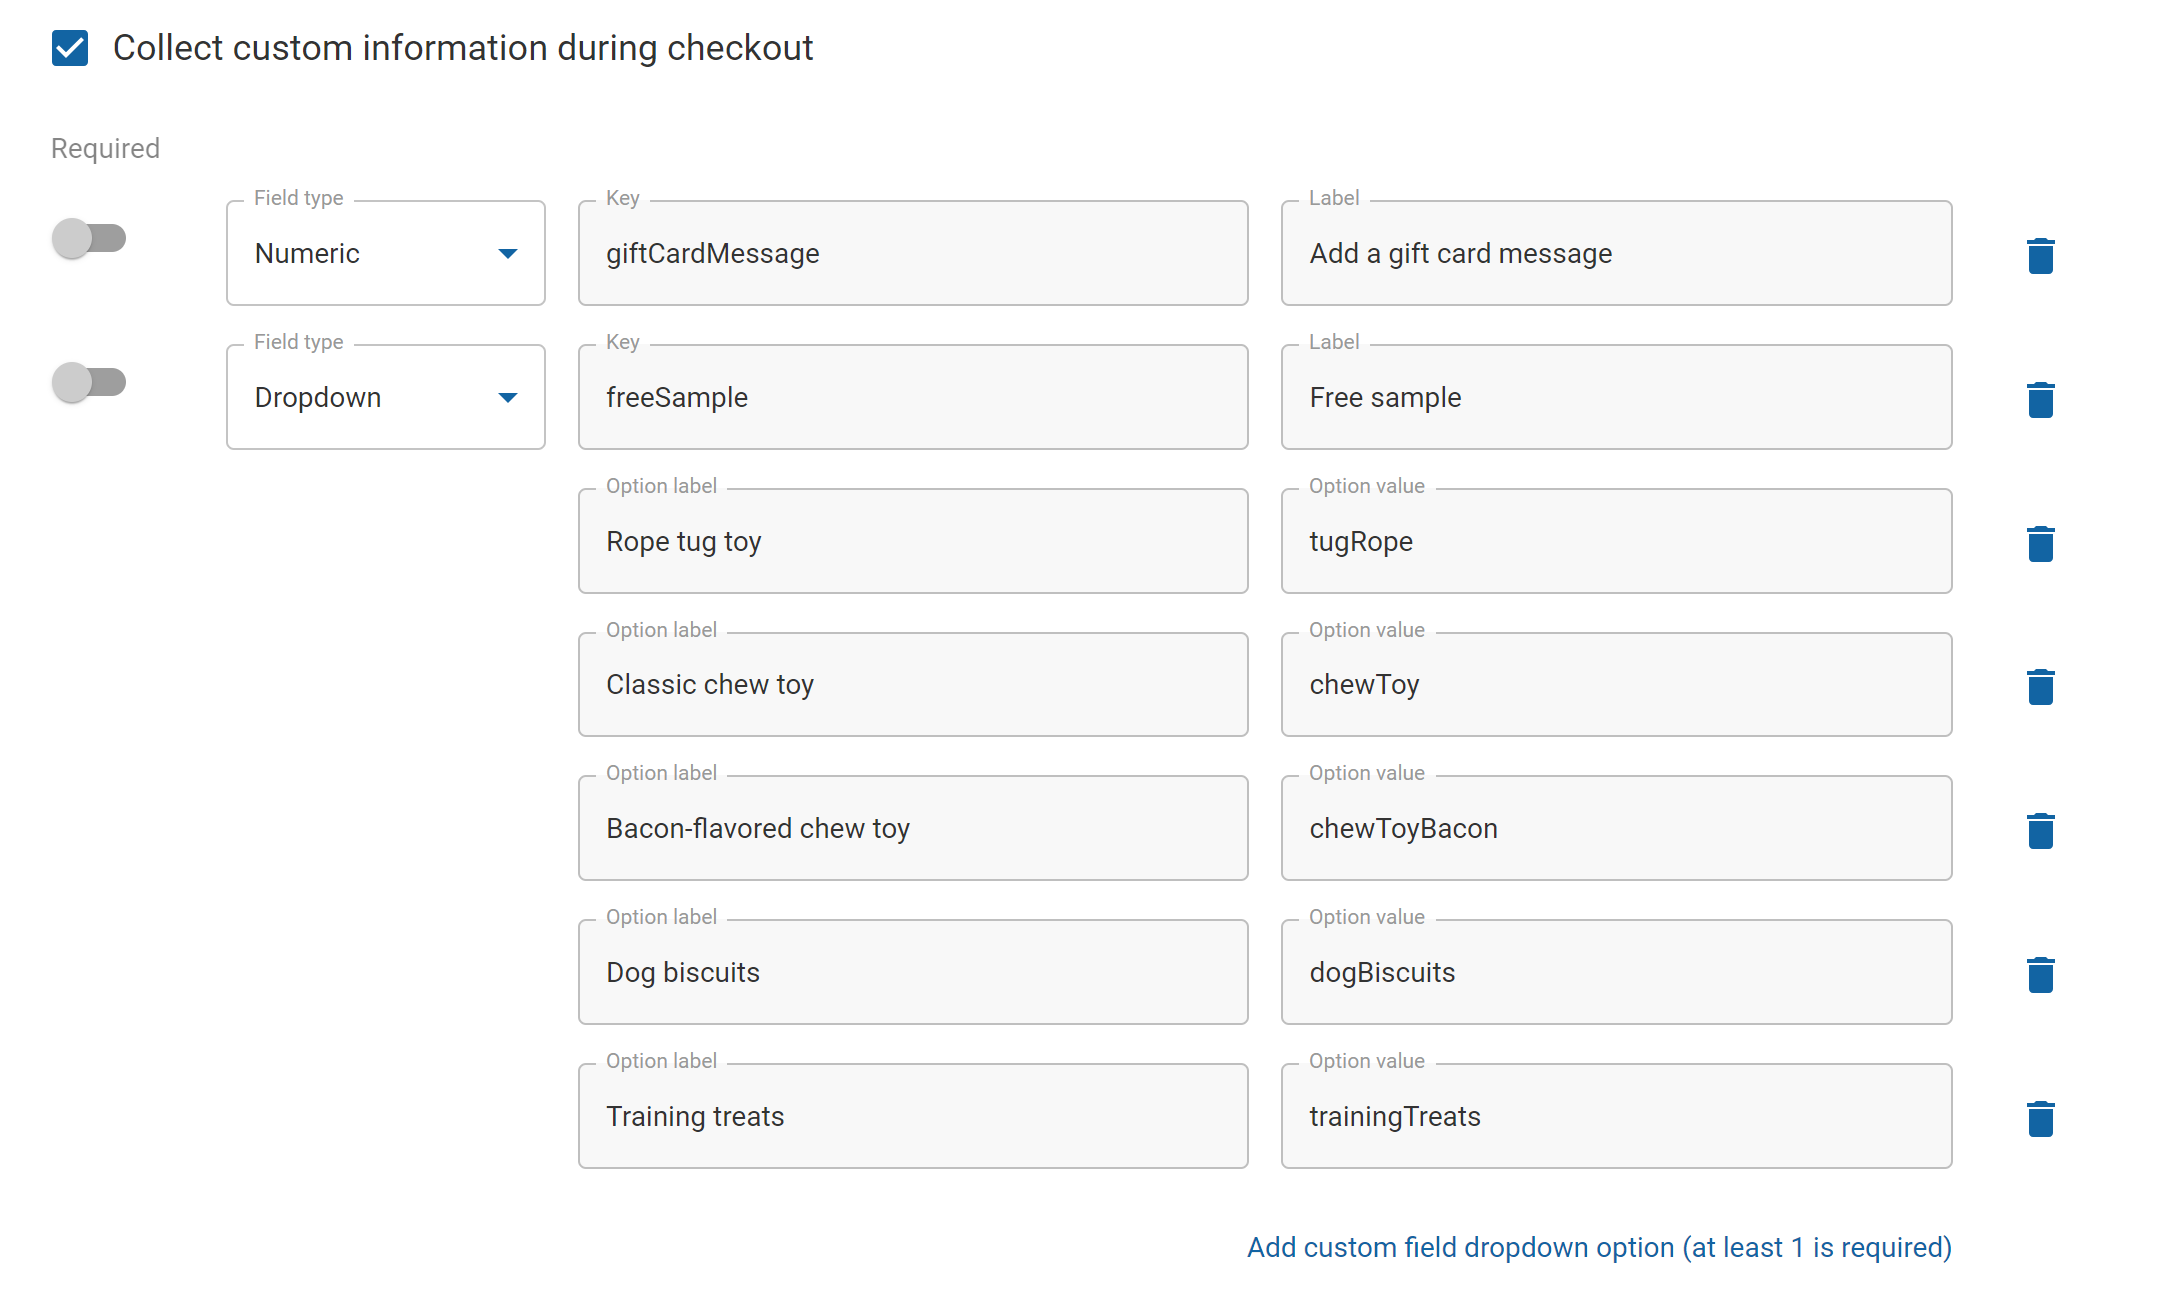 Collect custom information during checkout
Required
Field type Key Label
Numeric giftCardMessage Add a gift card message
Field type Key Label
Dropdown freeSample Free sample
Option label Option value
Rope tug toy tugRope
Option label Option value
Classic chew toy chewToy
Option label Option value
Bacon-flavored chew toy chewToyBacon
Option label Option value
Dog biscuits dogBiscuits
Option label Option value
Training treats trainingTreats
Add custom field dropdown option (at least 1 is required)